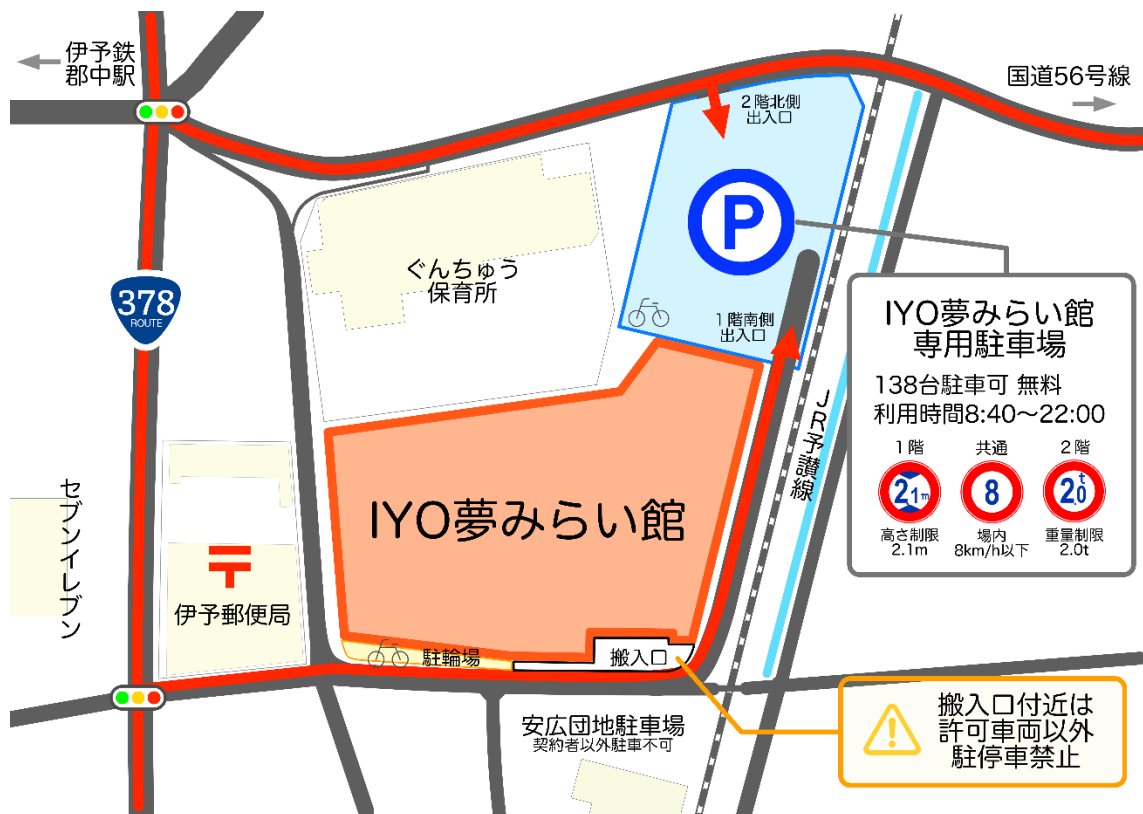 伊予鉄
郡中駅
国道56号線
2階北側
出入口
P
378
ROUTE
ぐんちゅう
保育所
1階南側
出入口
IYO夢みらい館
専用駐車場
138台駐車可 無料
利用時間8:40～22:00
1階
共通
2階
2.1m
8
2.0t
高さ制限
2.1m
場内
8km/h以下
重量制限
2.0t
JR予讃線
セブンイレブン
IYO夢みらい館
伊予郵便局
駐輪場
搬入口
安広団地駐車場
契約者以外駐車不可
搬入口付近は
許可車両以外
駐停車禁止